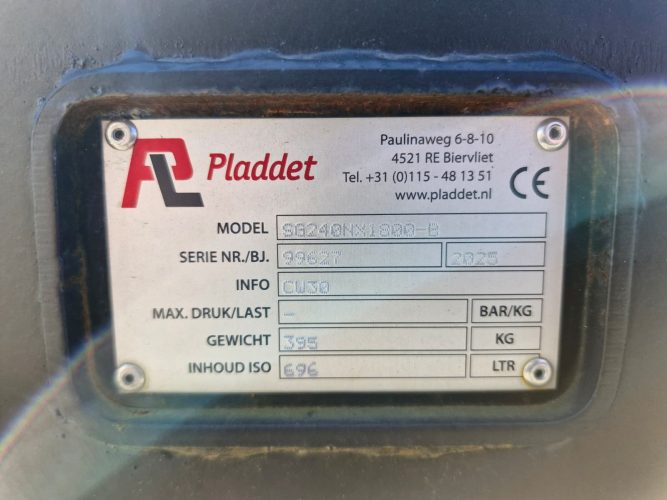 PL Pladdet
Paulinaweg 6-8-10
4521 RE Biervliet
Tel. +31 (0)115 - 48 13 51
www.pladdet.nl
CE
MODEL SG240NX1800-B
SERIE NR./BJ. 99627 2025
INFO CW30
MAX. DRUK/LAST - BAR/KG
GEWICHT 395 KG
INHOUD ISO 696 LTR